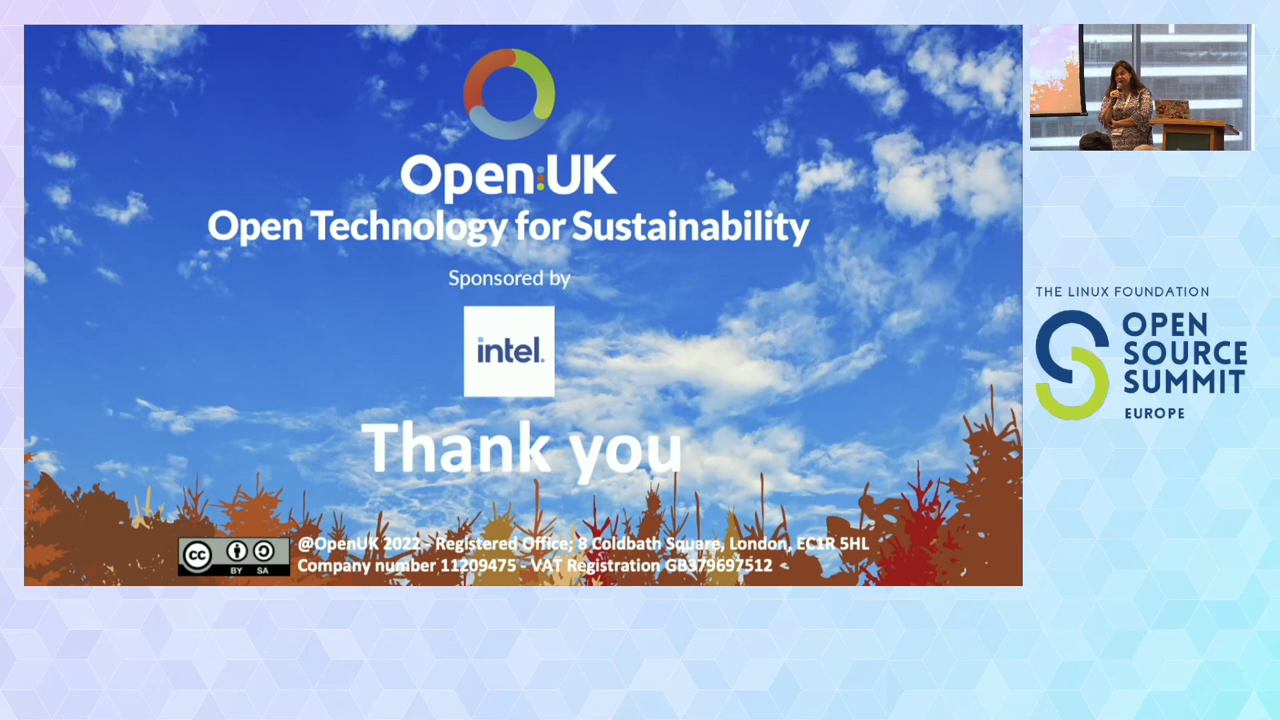 Open:UK
Open Technology for Sustainability
Sponsored by
intel.
Thank you
CC BY SA
@OpenUK 2022 - Registered Office; 8 Coldbath Square, London, EC1R 5HL
Company number 11209475 - VAT Registration GB379697512
THE LINUX FOUNDATION
OPEN
SOURCE
SUMMIT
EUROPE